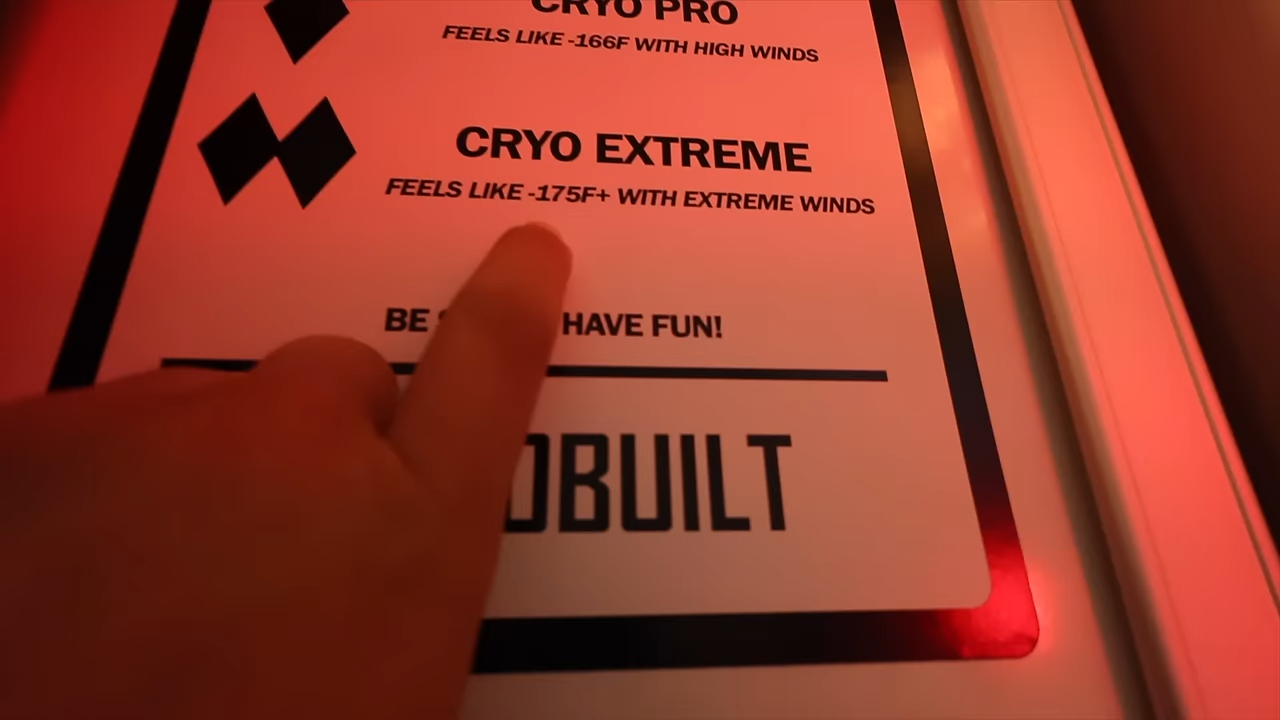 CRYO PRO
FEELS LIKE -166F WITH HIGH WINDS
CRYO EXTREME
FEELS LIKE -175F+ WITH EXTREME WINDS
BE HAVE FUN!
OBUILT